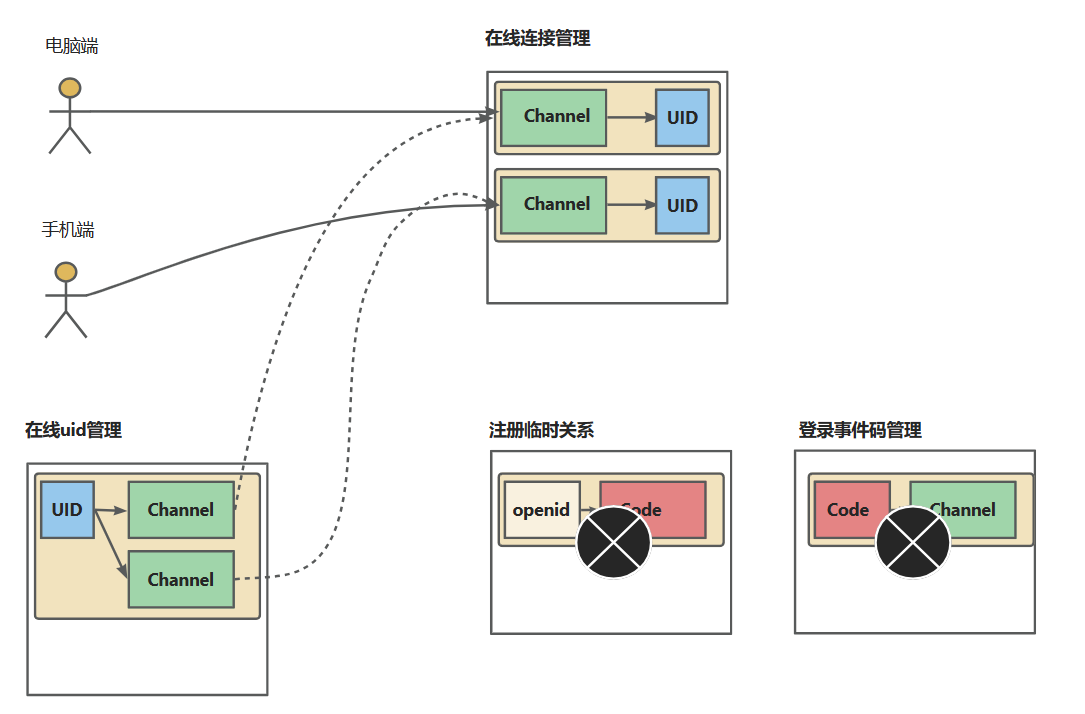 电脑端
在线连接管理
Channel
UID
Channel
UID
手机端
在线uid管理
UID
Channel
Channel
注册临时关系
openid
Code
登录事件码管理
Code
Channel